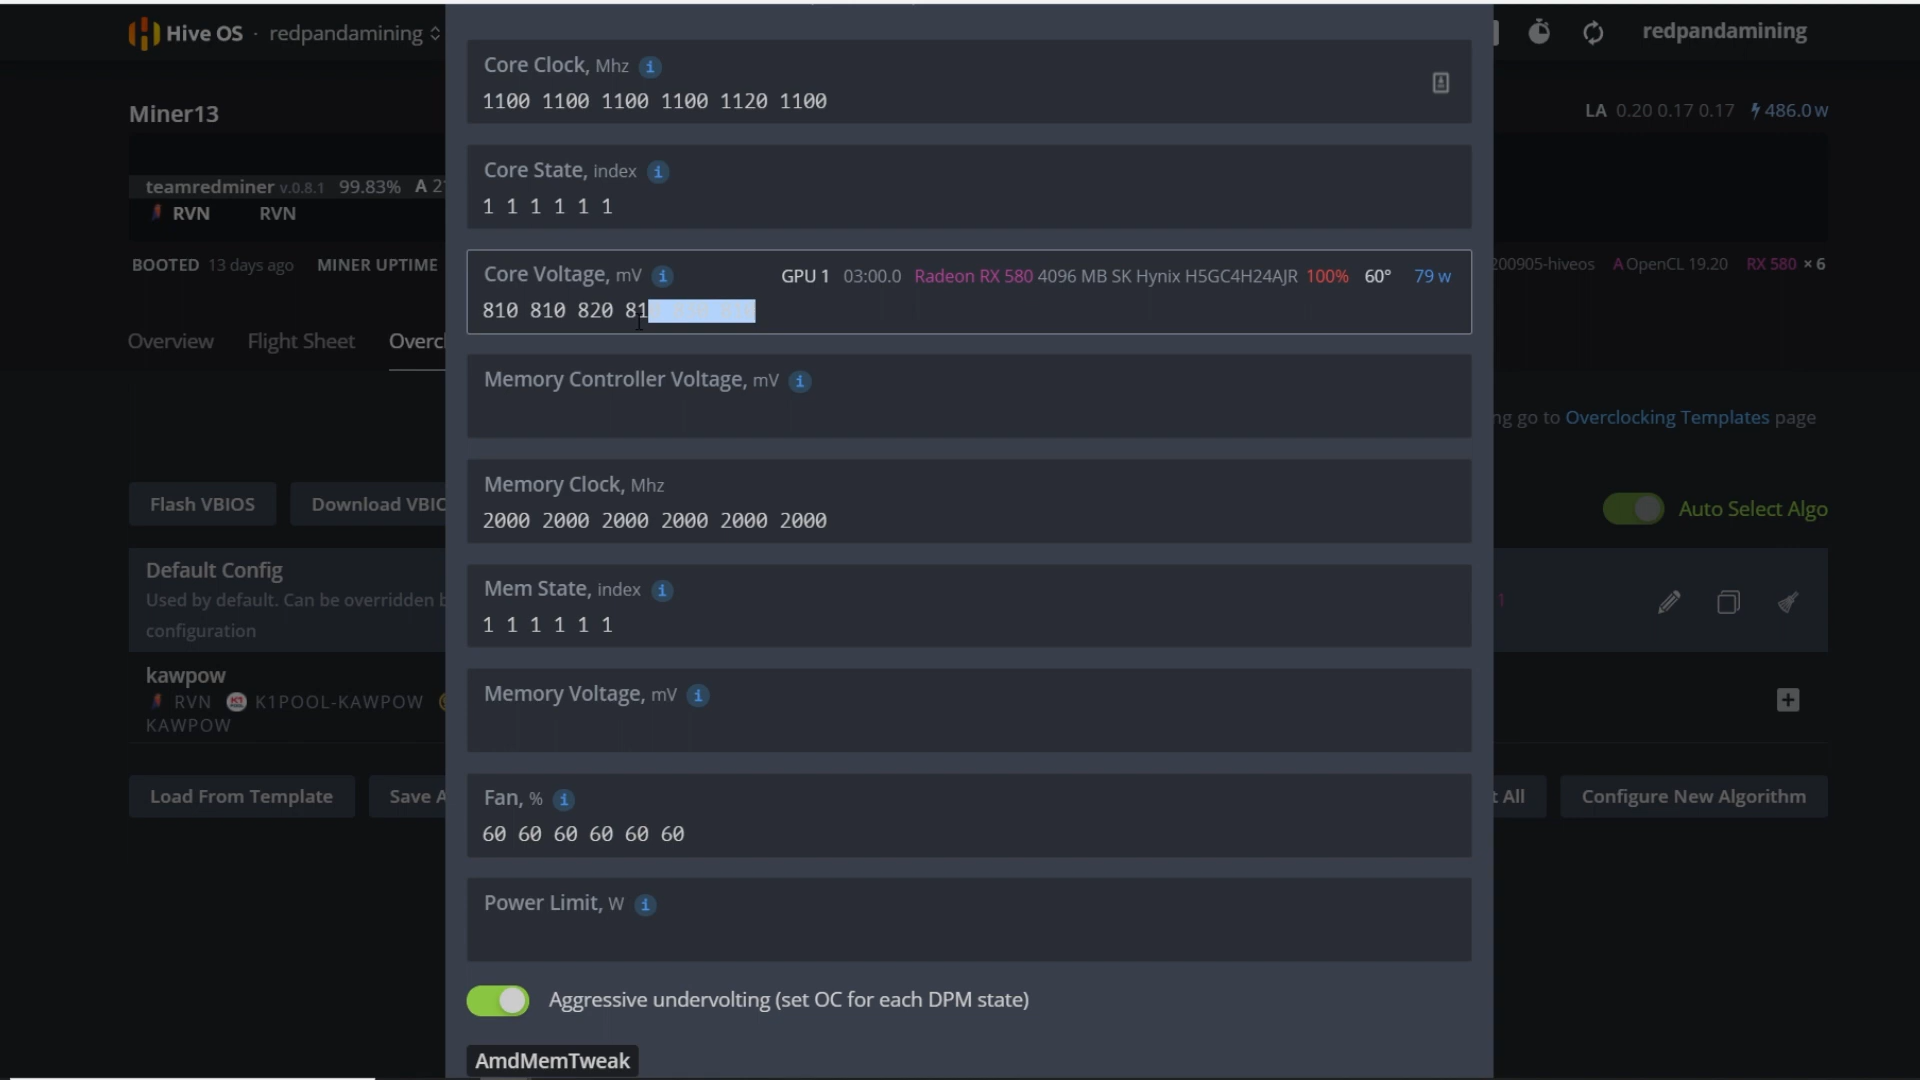 Hive OS · redpandamining
redpandamining
Miner13
LA 0.20 0.17 0.17 486.0 w
teamredminer v.0.8.1 99.83% A
RVN RVN
BOOTED 13 days ago MINER UPTIME
200905-hiveos A OpenCL 19.20 RX 580 × 6
Overview Flight Sheet Overcl
ng go to Overclocking Templates page
Flash VBIOS Download VBIO
Auto Select Algo
Default Config
Used by default. Can be overridden b
configuration
1
kawpow
RVN K1POOL-KAWPOW
KAWPOW
Load From Template Save A
t All Configure New Algorithm
Core Clock, Mhz i
1100 1100 1100 1100 1120 1100
Core State, index i
1 1 1 1 1 1
Core Voltage, mV i GPU 1 03:00.0 Radeon RX 580 4096 MB SK Hynix H5GC4H24AJR 100% 60° 79 w
810 810 820 81
Memory Controller Voltage, mV i
Memory Clock, Mhz
2000 2000 2000 2000 2000 2000
Mem State, index i
1 1 1 1 1 1
Memory Voltage, mV i
Fan, % i
60 60 60 60 60 60
Power Limit, W i
Aggressive undervolting (set OC for each DPM state)
AmdMemTweak